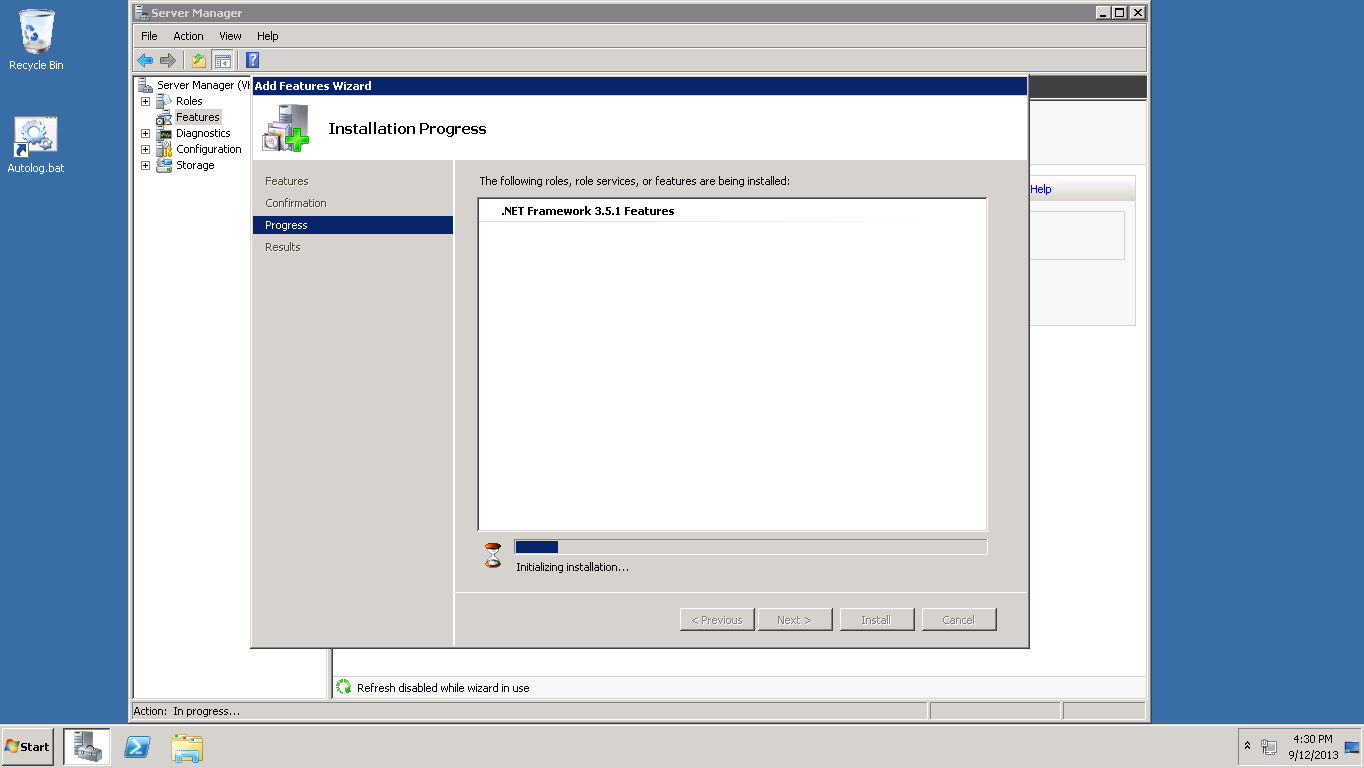 Recycle Bin
Autolog.bat
Server Manager
File Action View Help
Server Manager (
Roles
Features
Diagnostics
Configuration
Storage
Add Features Wizard
Installation Progress
Features
Confirmation
Progress
Results
The following roles, role services, or features are being installed:
.NET Framework 3.5.1 Features
Initializing installation...
< Previous Next > Install Cancel
Help
Refresh disabled while wizard in use
Action: In progress...
Start
4:30 PM
9/12/2013